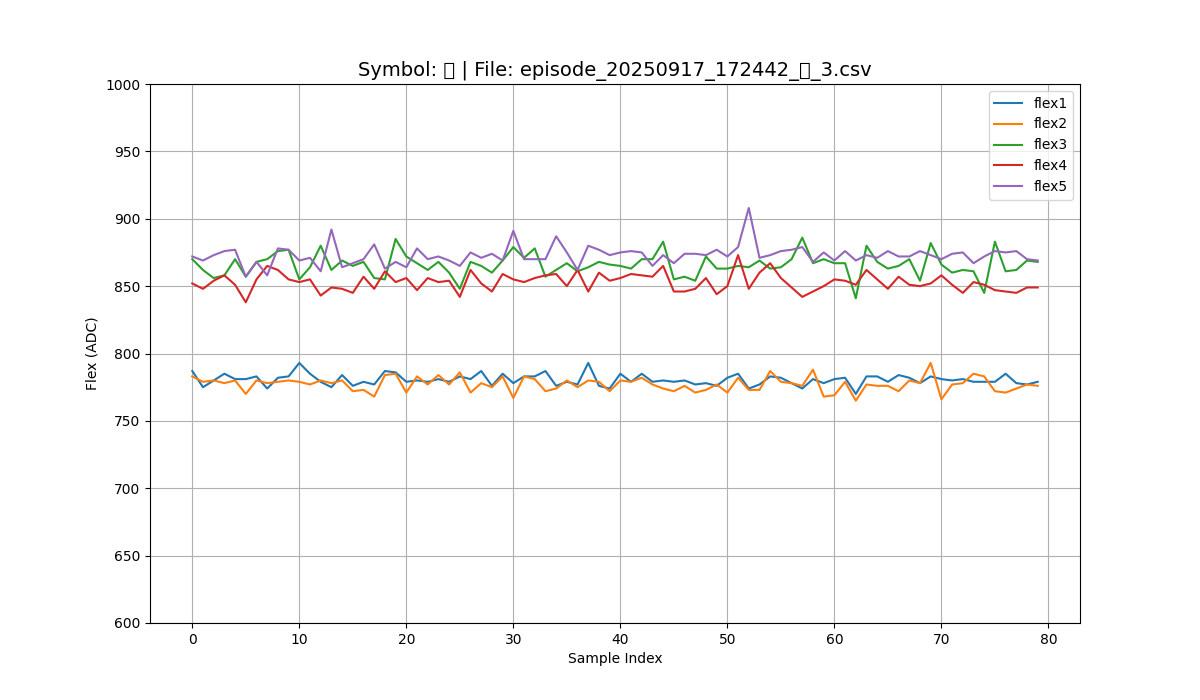 Symbol: 􀀀 | File: episode_20250917_172442_􀀀_3.csv
1000
950
900
850
800
750
700
650
600
Flex (ADC)
flex1
flex2
flex3
flex4
flex5
0 10 20 30 40 50 60 70 80
Sample Index